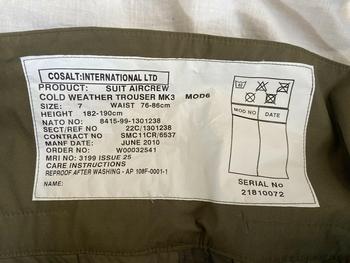 COSALT:INTERNATIONAL LTD
PRODUCT: SUIT AIRCREW
COLD WEATHER TROUSER MK3 MOD6
SIZE: 7 WAIST 76-86cm
HEIGHT 182-190cm
NATO NO: 8415-99-1301238
SECT/REF NO: 22C/1301238
CONTRACT NO SMC11CR/6537
MANF DATE: JUNE 2010
ORDER NO: W00032541
MRI NO: 3199 ISSUE 25
CARE INSTRUCTIONS
REPROOF AFTER WASHING - AP 108F-0001-1
NAME:
MOD NO DATE
SERIAL No
21810072